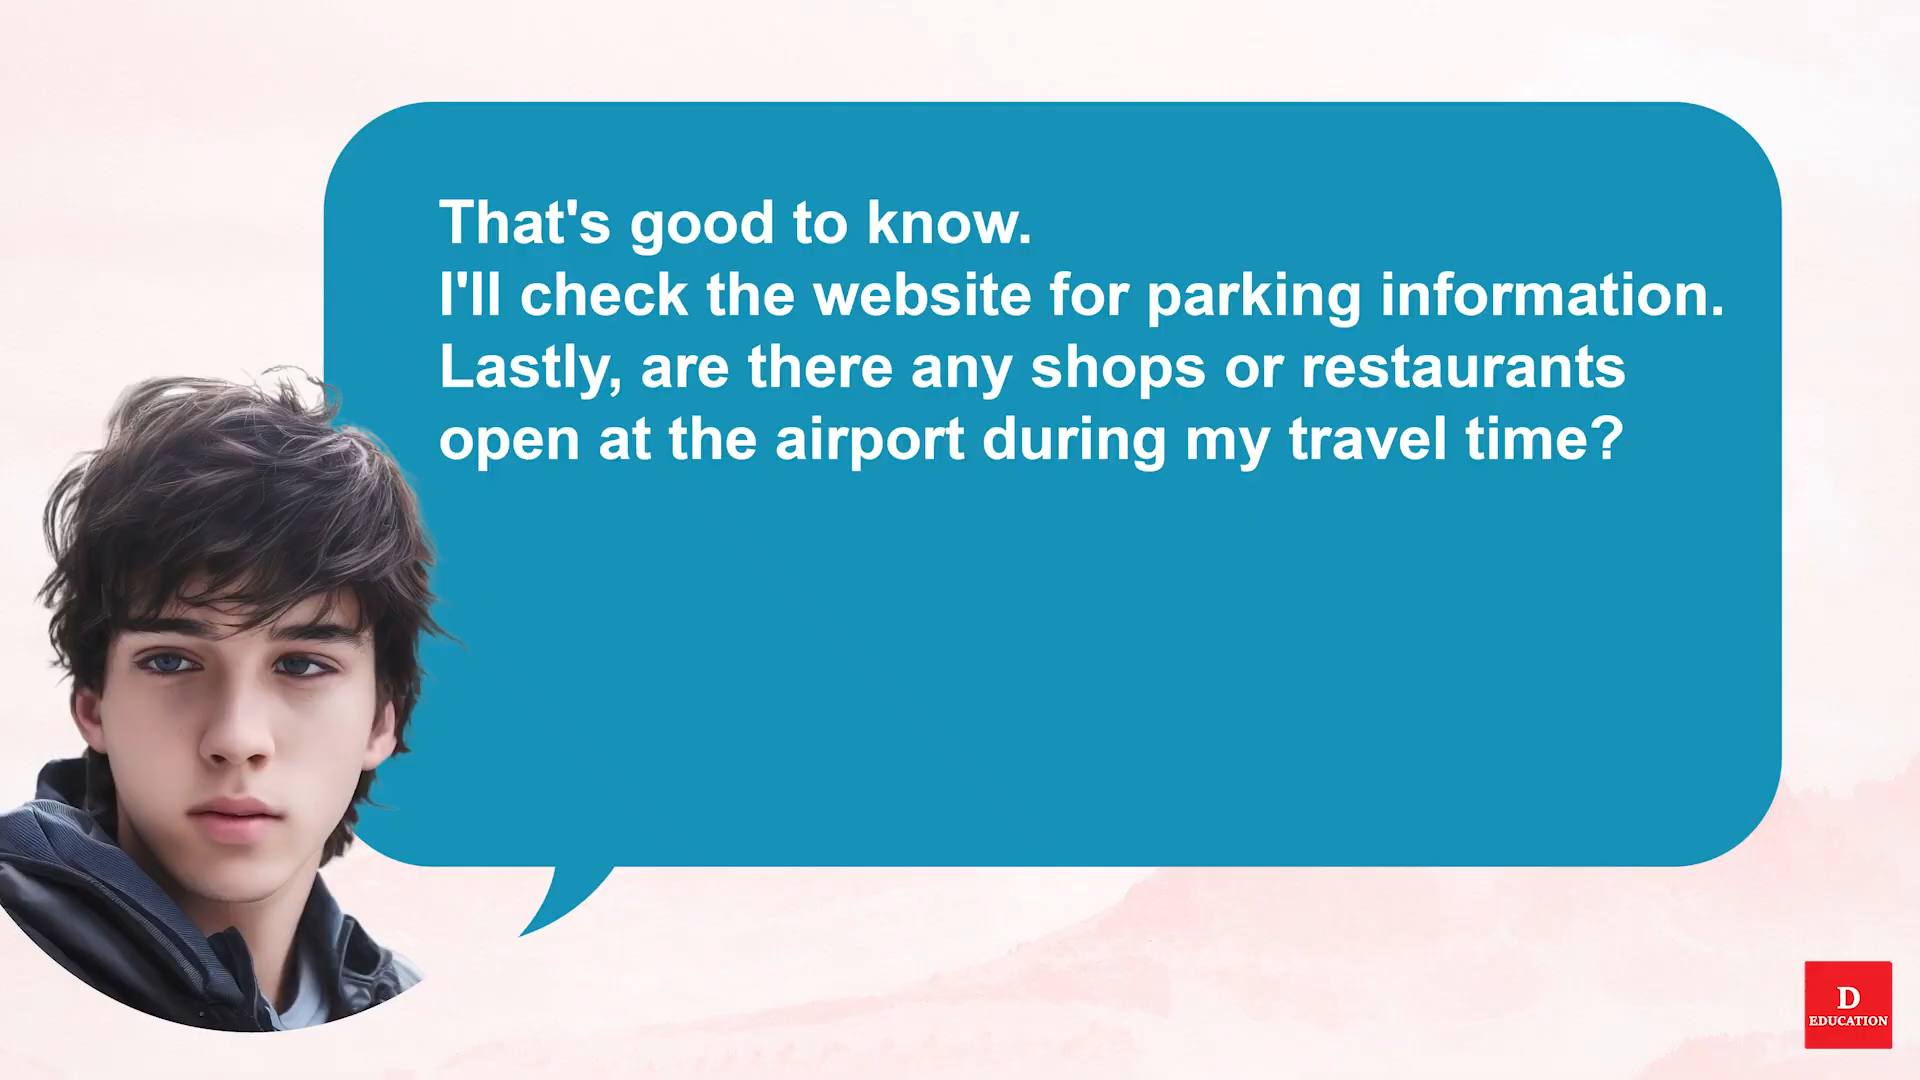 That's good to know.
I'll check the website for parking information.
Lastly, are there any shops or restaurants
open at the airport during my travel time?
D
EDUCATION